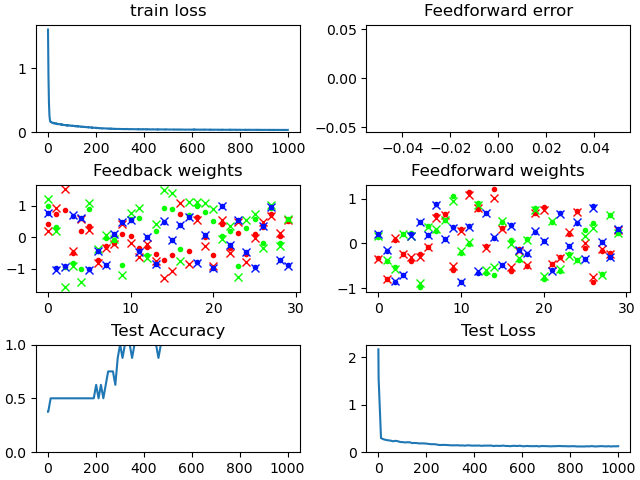 train loss
Feedforward error
1
0
0 200 400 600 800 1000
0.05
0.00
−0.05
−0.04 −0.02 0.00 0.02 0.04
Feedback weights
Feedforward weights
1
0
−1
0 10 20 30
1
0
−1
0 10 20 30
Test Accuracy
Test Loss
1.0
0.5
0.0
0 200 400 600 800 1000
2
1
0
0 200 400 600 800 1000